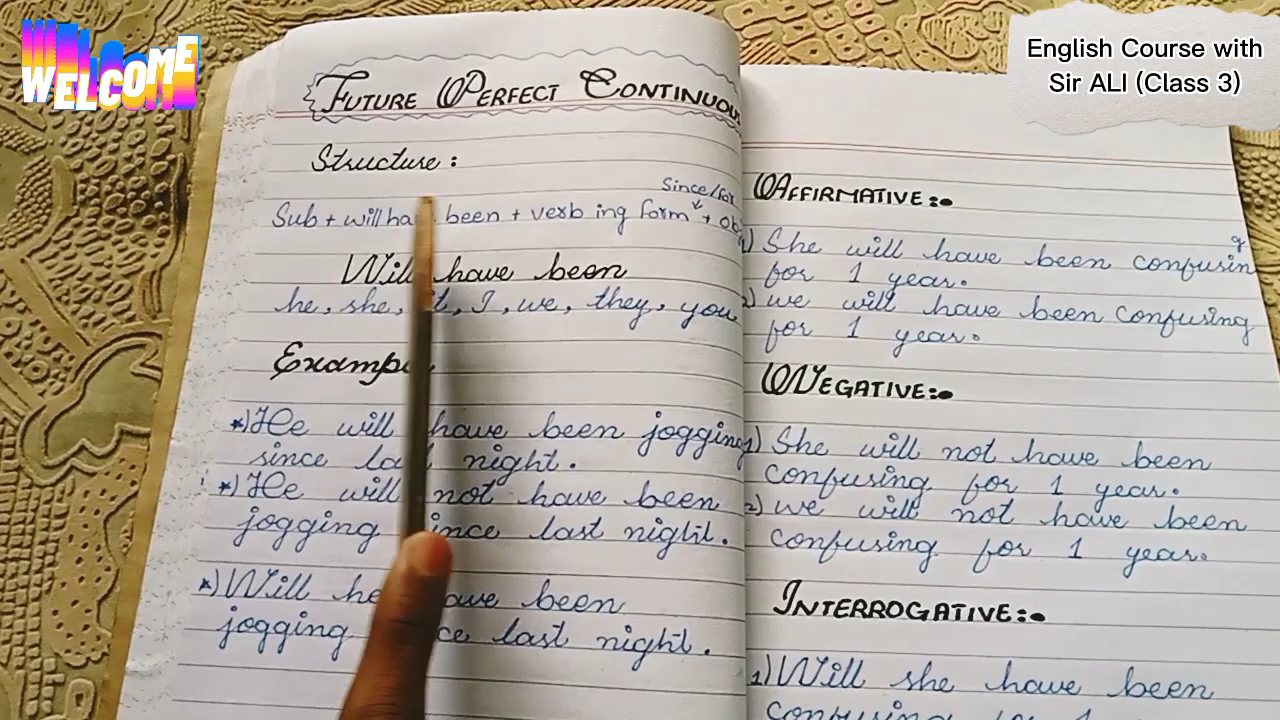 WELCOME
English Course with
Sir ALI (Class 3)
FUTURE PERFECT CONTINUOUS
Structure :
Since/for
Sub + will have been + verb ing form + obj
Will have been
he, she, it, I, we, they, you
Example
*) He will have been jogging
since last night.
*) He will not have been
jogging since last night.
*) Will he have been
jogging since last night.
AFFIRMATIVE:
1) She will have been confusing
for 1 year.
2) we will have been confusing
for 1 year.
NEGATIVE:
1) She will not have been
confusing for 1 year.
2) we will not have been
confusing for 1 year.
INTERROGATIVE:
1) Will she have been
confusing for 1